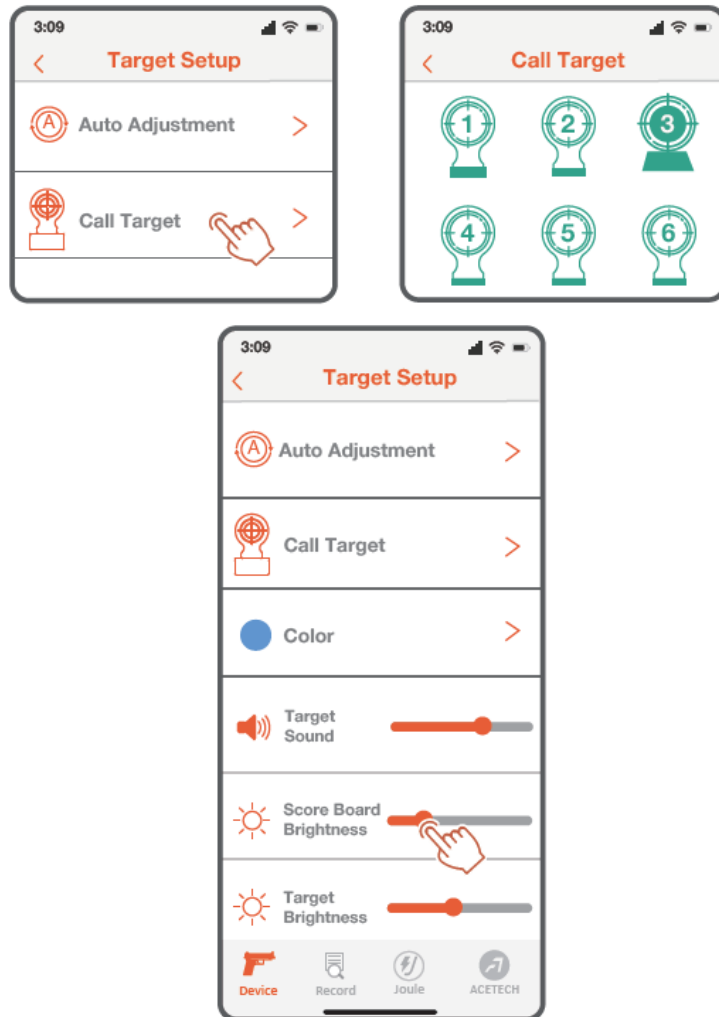 3:09
Target Setup
A Auto Adjustment
Call Target
3:09
Call Target
1 2 3
4 5 6
3:09
Target Setup
A Auto Adjustment
Call Target
Color
Target
Sound
Score Board
Brightness
Target
Brightness
Device Record Joule ACETECH